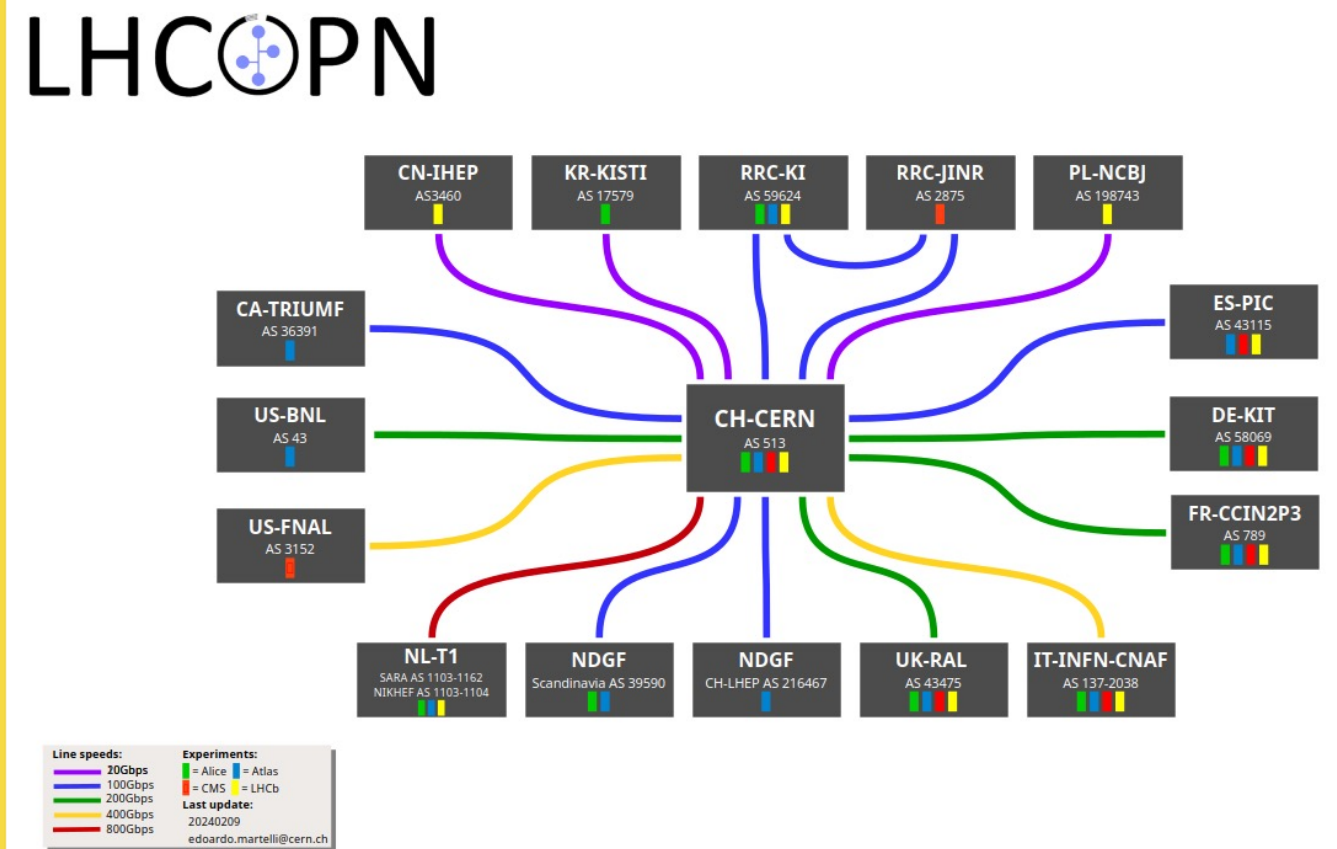 LHCOPN
CN-IHEP
AS3460
KR-KISTI
AS 17579
RRC-KI
AS 59624
RRC-JINR
AS 2875
PL-NCBJ
AS 198743
CA-TRIUMF
AS 36391
ES-PIC
AS 43115
US-BNL
AS 43
CH-CERN
AS 513
DE-KIT
AS 58069
US-FNAL
AS 3152
FR-CCIN2P3
AS 789
NL-T1
SARA AS 1103-1162
NIKHEF AS 1103-1104
NDGF
Scandinavia AS 39590
NDGF
CH-LHEP AS 216467
UK-RAL
AS 43475
IT-INFN-CNAF
AS 137-2038
Line speeds:
20Gbps
100Gbps
200Gbps
400Gbps
800Gbps
Experiments:
= Alice = Atlas
= CMS = LHCb
Last update:
20240209
edoardo.martelli@cern.ch